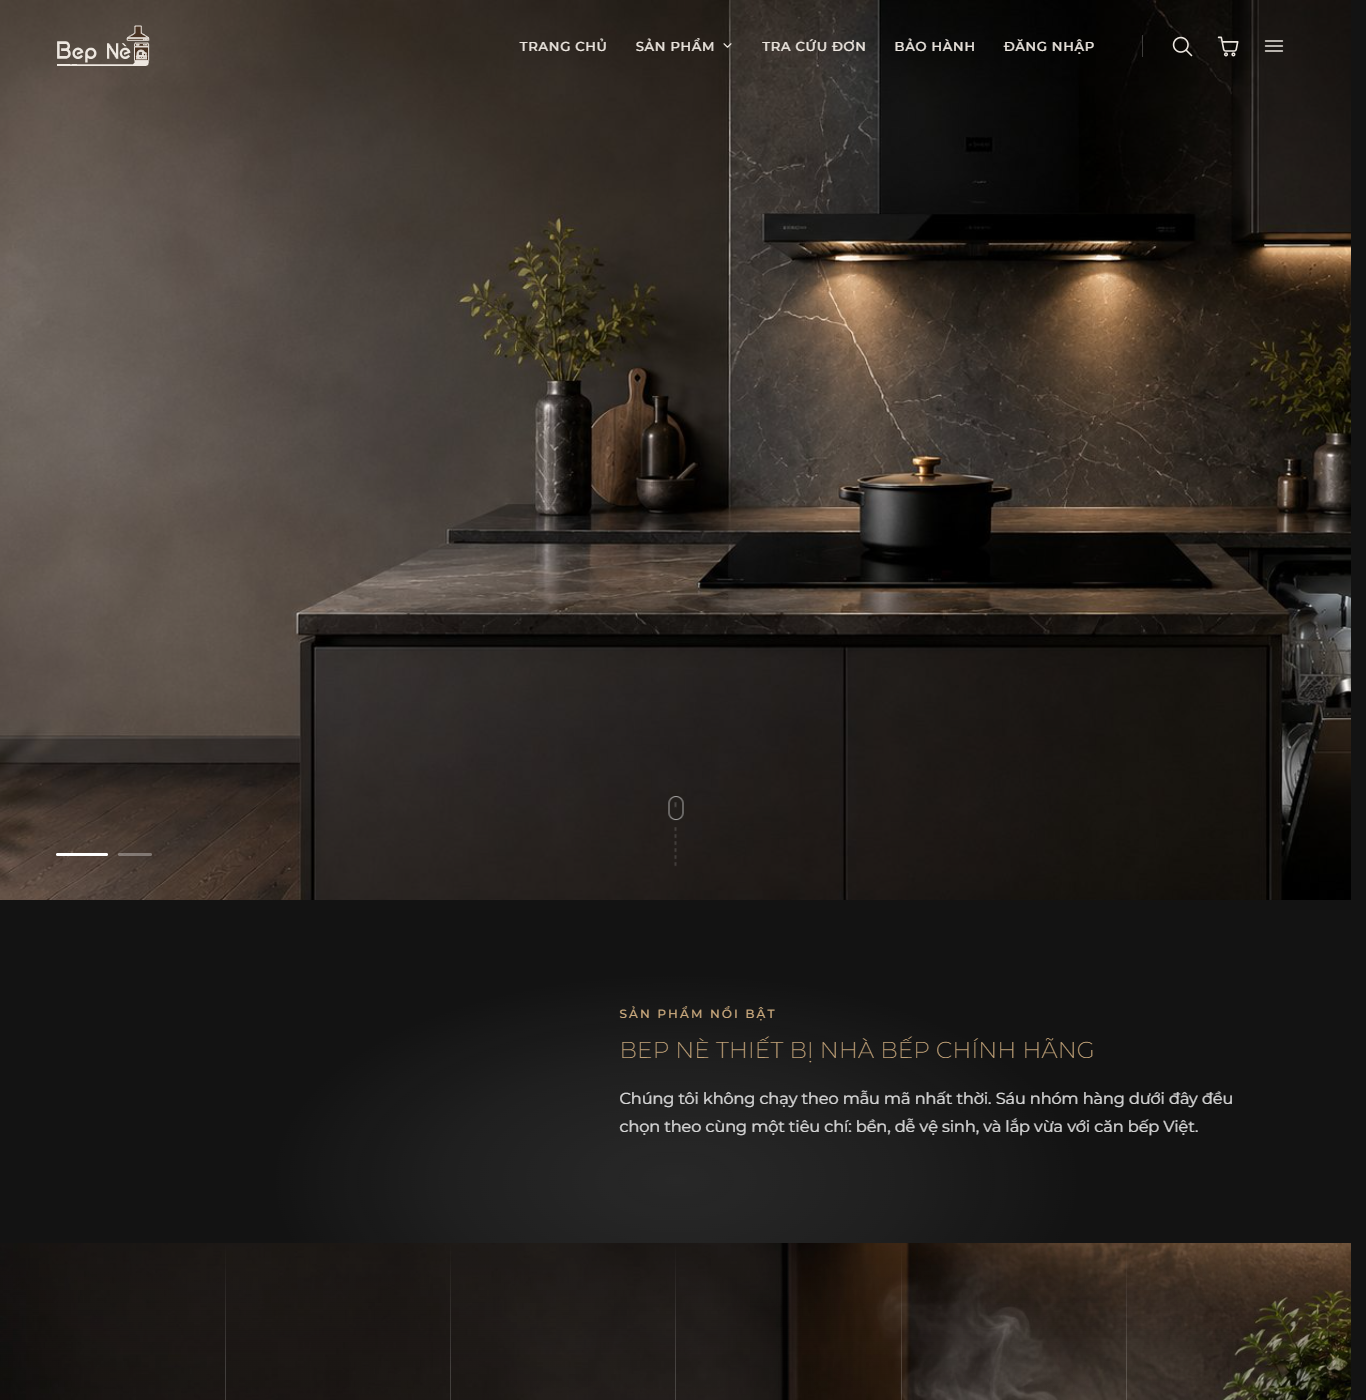 Bep Nè
TRANG CHỦ SẢN PHẨM TRA CỨU ĐƠN BẢO HÀNH ĐĂNG NHẬP
SẢN PHẨM NỔI BẬT
BẾP NÈ THIẾT BỊ NHÀ BẾP CHÍNH HÃNG
Chúng tôi không chạy theo mẫu mã nhất thời. Sáu nhóm hàng dưới đây đều
chọn theo cùng một tiêu chí: bền, dễ vệ sinh, và lắp vừa với căn bếp Việt.